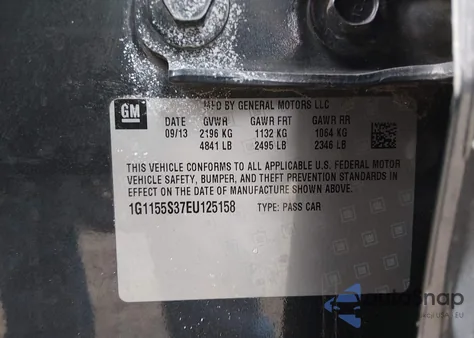 GM
MFD BY GENERAL MOTORS LLC
DATE GVWR GAWR FRT GAWR RR
09/13 2196 KG 1132 KG 1064 KG
4841 LB 2495 LB 2346 LB
THIS VEHICLE CONFORMS TO ALL APPLICABLE U.S. FEDERAL MOTOR
VEHICLE SAFETY, BUMPER, AND THEFT PREVENTION STANDARDS IN
EFFECT ON THE DATE OF MANUFACTURE SHOWN ABOVE.
1G1155S37EU125158 TYPE: PASS CAR